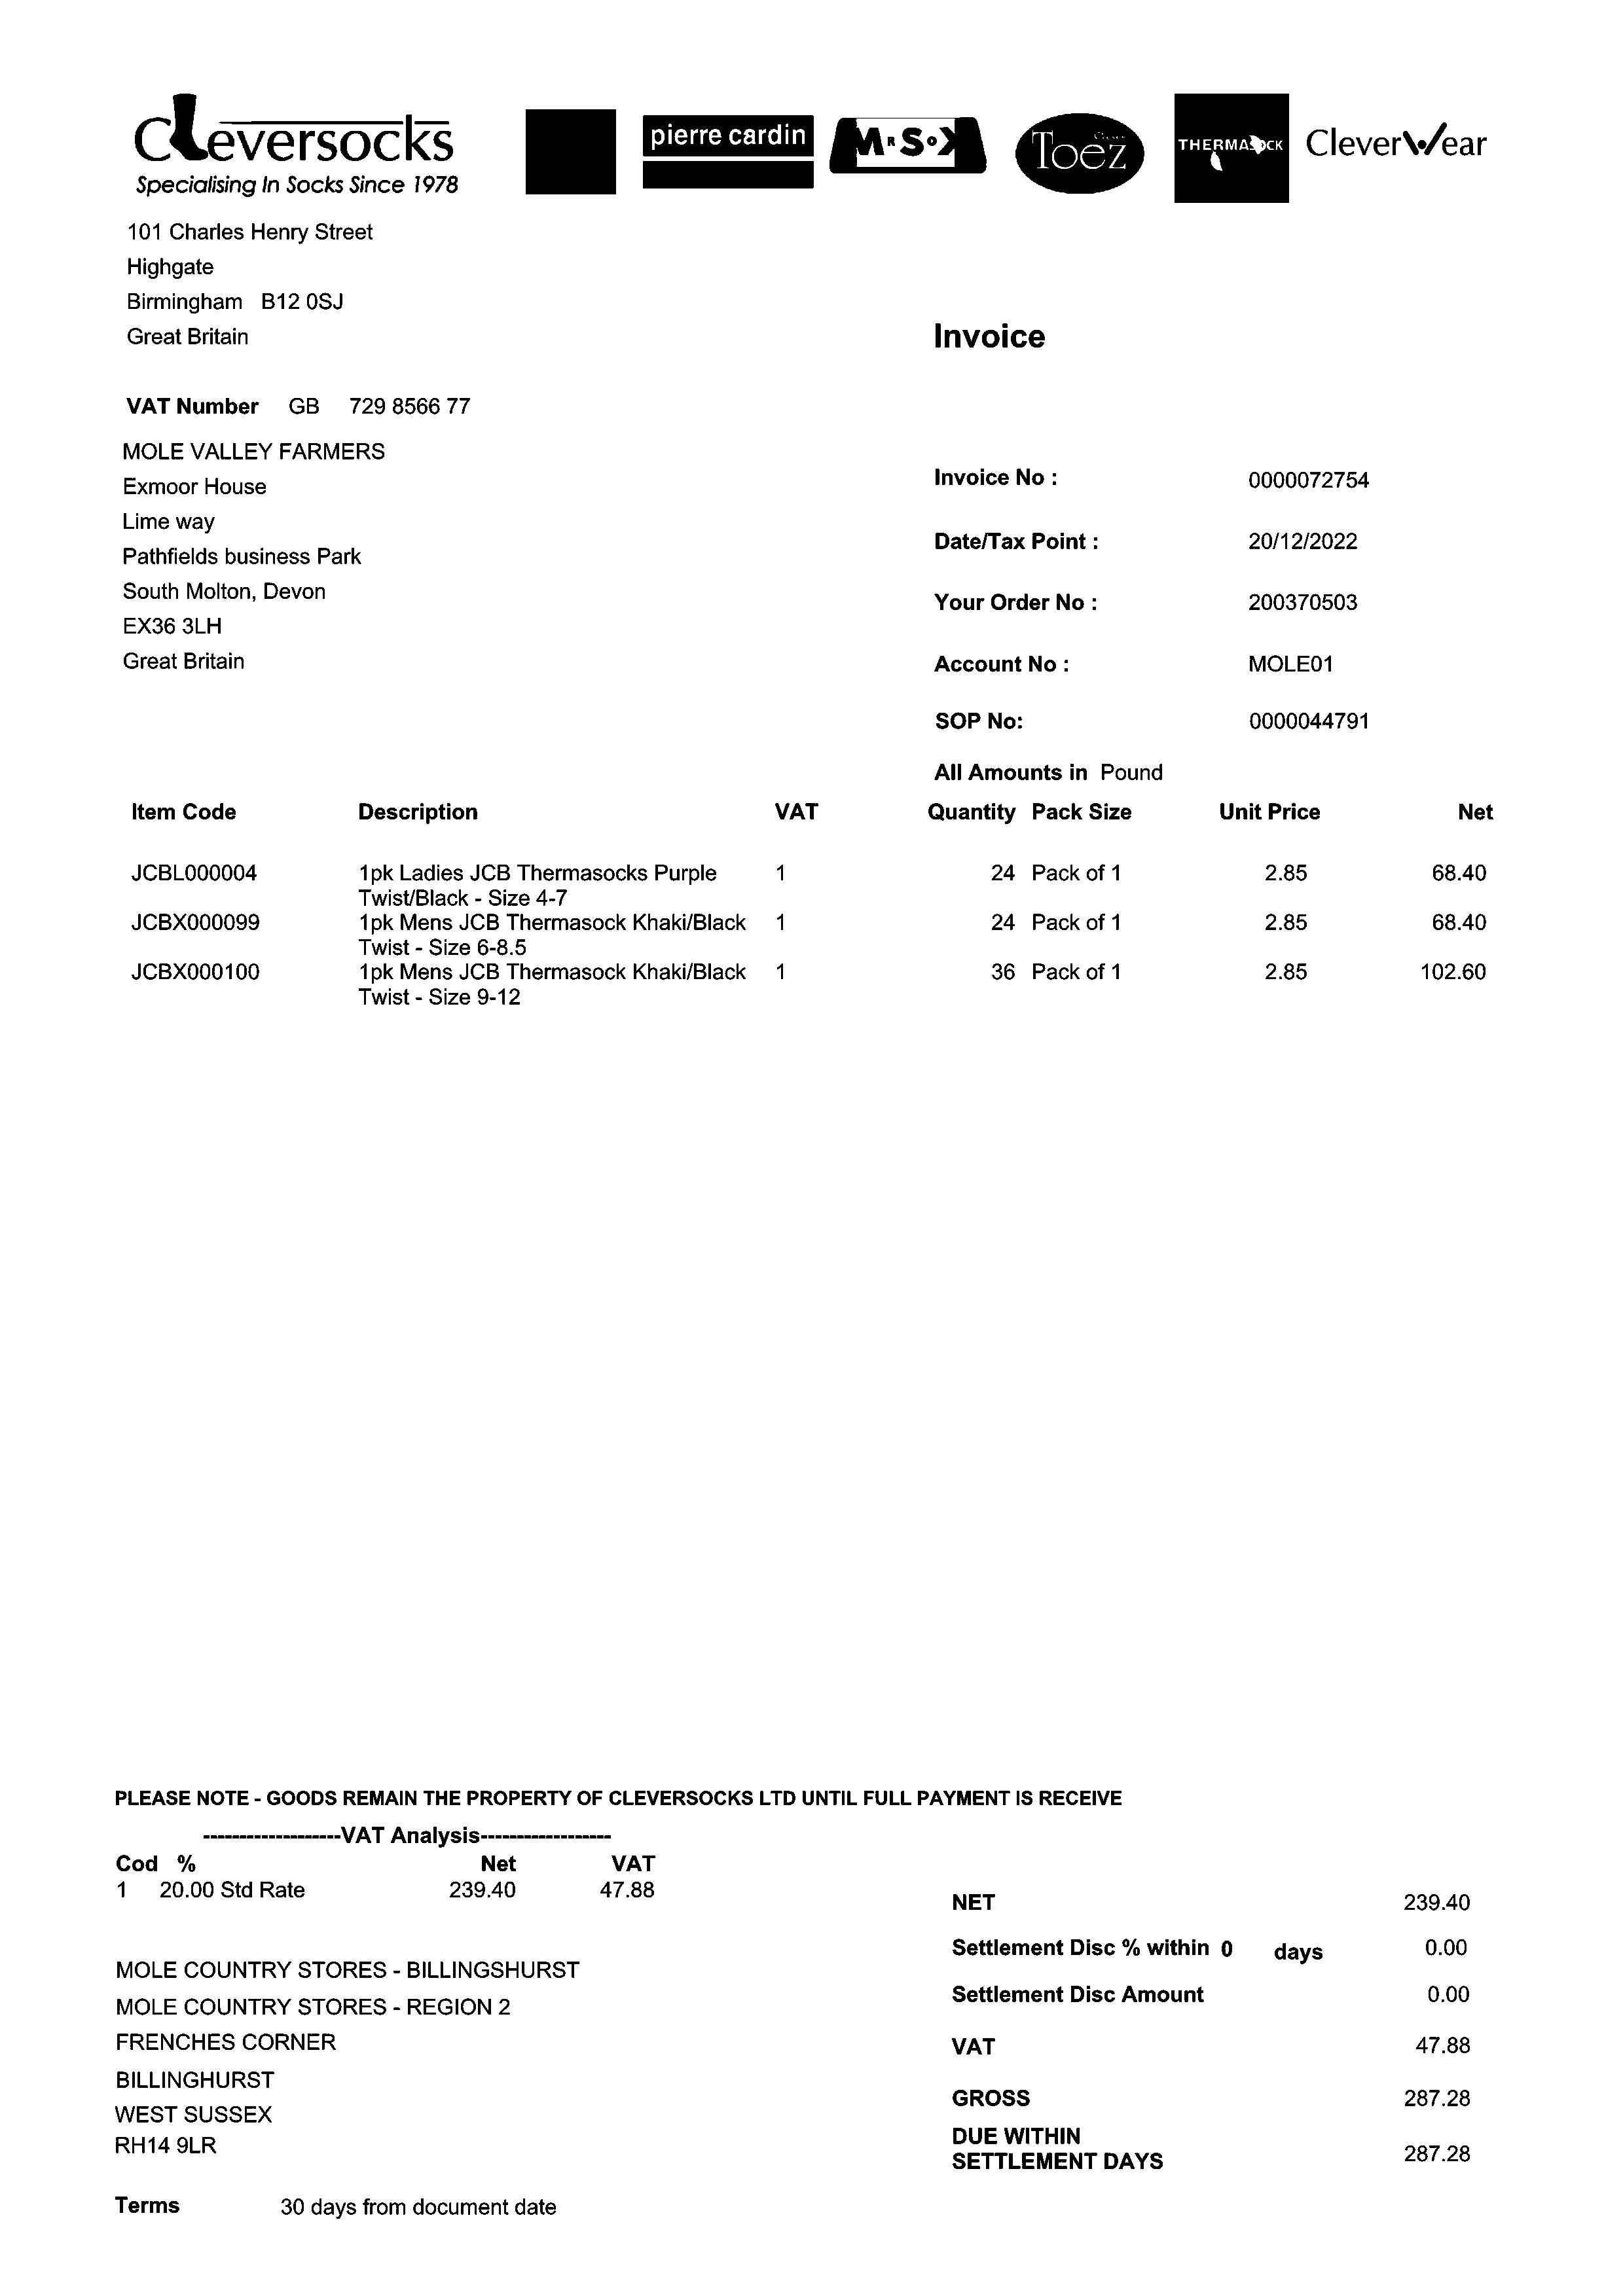 Cleversocks
Specialising In Socks Since 1978
pierre cardin
M R S o X
Toez
THERMASOCK
CleverWear
101 Charles Henry Street
Highgate
Birmingham B12 0SJ
Great Britain
Invoice
VAT Number GB 729 8566 77
MOLE VALLEY FARMERS
Exmoor House
Lime way
Pathfields business Park
South Molton, Devon
EX36 3LH
Great Britain
Invoice No : 0000072754
Date/Tax Point : 20/12/2022
Your Order No : 200370503
Account No : MOLE01
SOP No: 0000044791
All Amounts in Pound
Item Code Description VAT Quantity Pack Size Unit Price Net
JCBL000004 1pk Ladies JCB Thermasocks Purple 1 24 Pack of 1 2.85 68.40
Twist/Black - Size 4-7
JCBX000099 1pk Mens JCB Thermasock Khaki/Black 1 24 Pack of 1 2.85 68.40
Twist - Size 6-8.5
JCBX000100 1pk Mens JCB Thermasock Khaki/Black 1 36 Pack of 1 2.85 102.60
Twist - Size 9-12
PLEASE NOTE - GOODS REMAIN THE PROPERTY OF CLEVERSOCKS LTD UNTIL FULL PAYMENT IS RECEIVE
-------------------VAT Analysis------------------
Cod % Net VAT
1 20.00 Std Rate 239.40 47.88
MOLE COUNTRY STORES - BILLINGSHURST
MOLE COUNTRY STORES - REGION 2
FRENCHES CORNER
BILLINGHURST
WEST SUSSEX
RH14 9LR
NET 239.40
Settlement Disc % within 0 days 0.00
Settlement Disc Amount 0.00
VAT 47.88
GROSS 287.28
DUE WITHIN
SETTLEMENT DAYS 287.28
Terms 30 days from document date